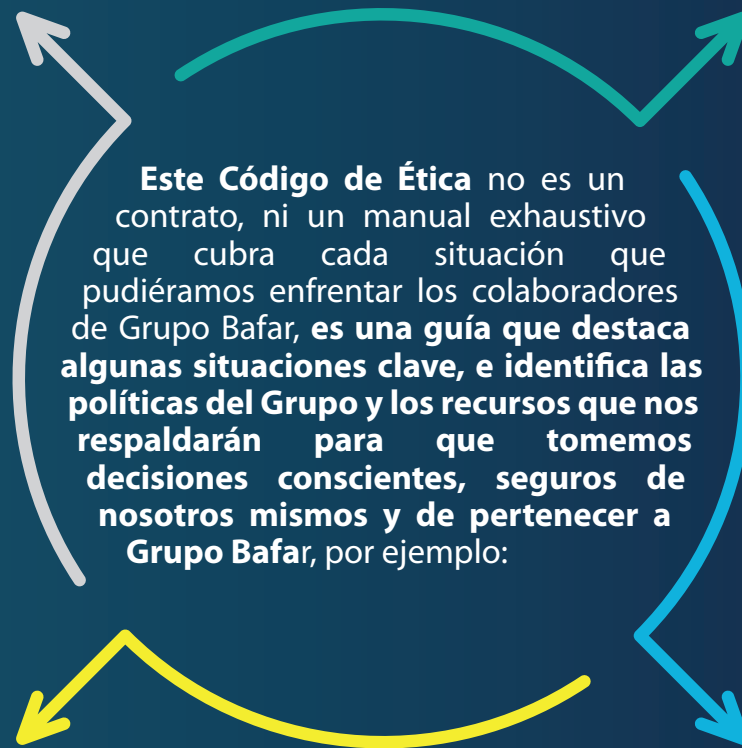 Este Código de Ética no es un
contrato, ni un manual exhaustivo
que cubra cada situación que
pudiéramos enfrentar los colaboradores
de Grupo Bafar, es una guía que destaca
algunas situaciones clave, e identifica las
políticas del Grupo y los recursos que nos
respaldarán para que tomemos
decisiones conscientes, seguros de
nosotros mismos y de pertenecer a
Grupo Bafar, por ejemplo: